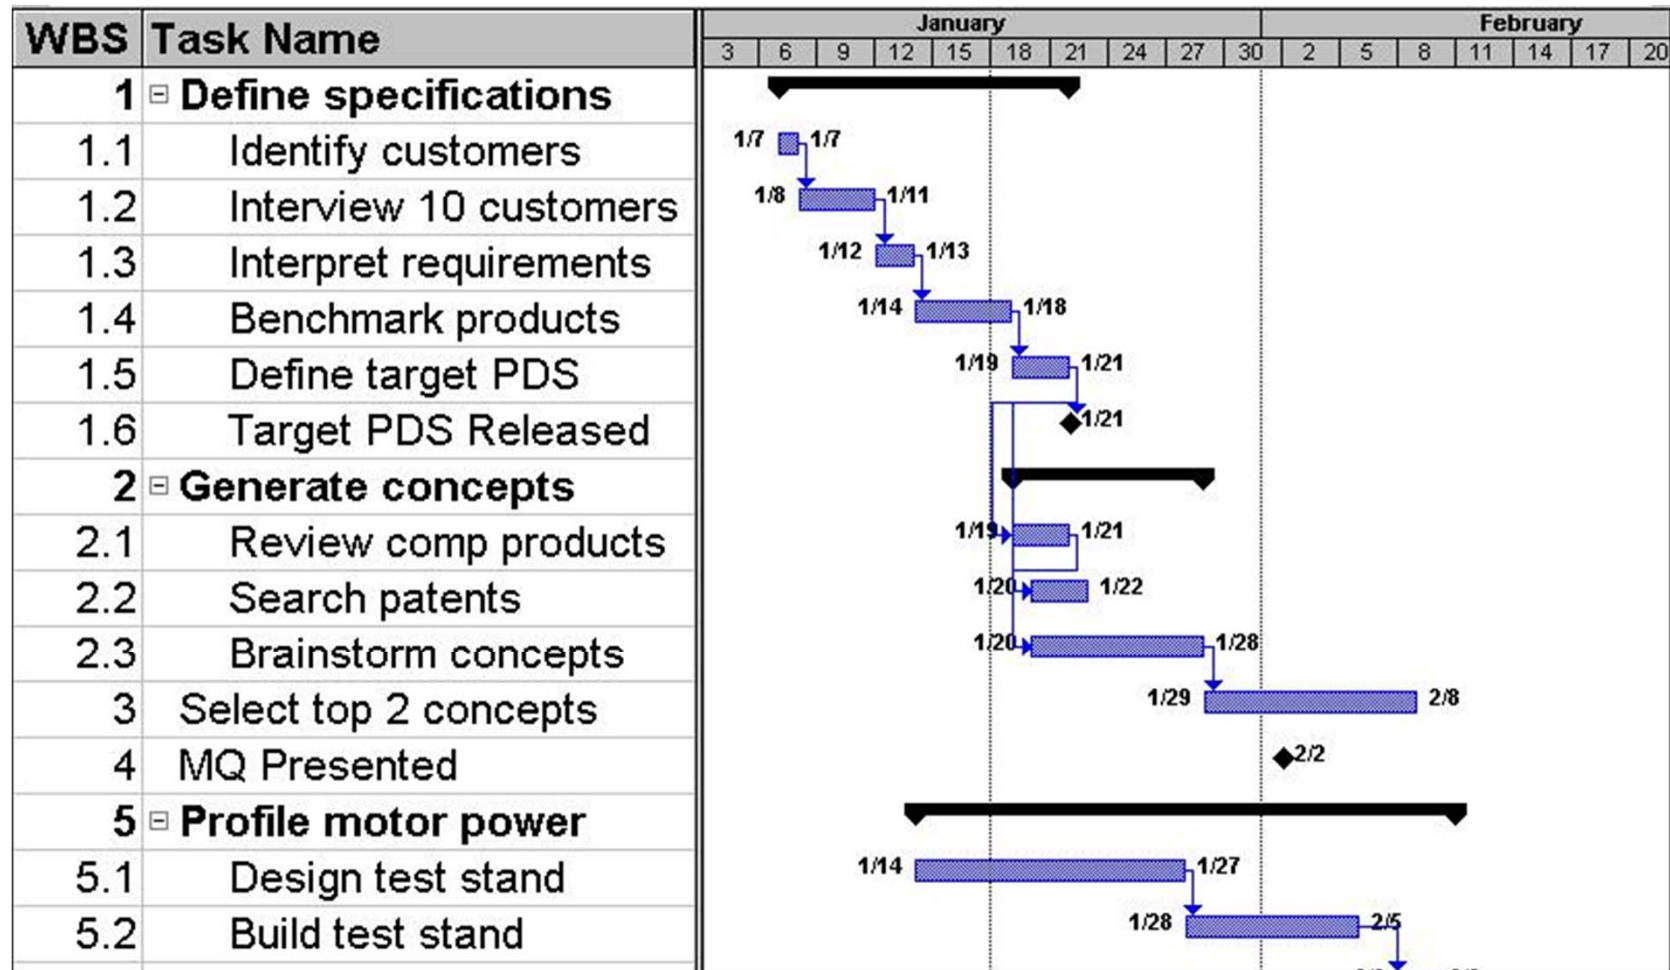 WBS Task Name January February
3 6 9 12 15 18 21 24 27 30 2 5 8 11 14 17 20
1 Define specifications
1.1 Identify customers 1/7 1/7
1.2 Interview 10 customers 1/8 1/11
1.3 Interpret requirements 1/12 1/13
1.4 Benchmark products 1/14 1/18
1.5 Define target PDS 1/19 1/21
1.6 Target PDS Released 1/21
2 Generate concepts
2.1 Review comp products 1/19 1/21
2.2 Search patents 1/20 1/22
2.3 Brainstorm concepts 1/20 1/28
3 Select top 2 concepts 1/29 2/8
4 MQ Presented 2/2
5 Profile motor power
5.1 Design test stand 1/14 1/27
5.2 Build test stand 1/28 2/5